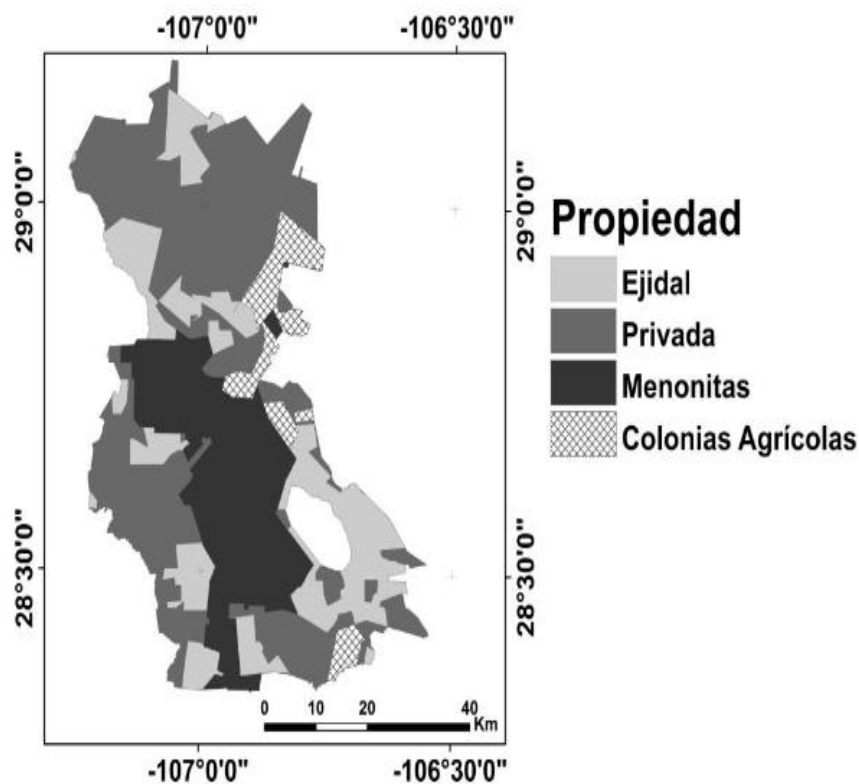 -107°0'0" -106°30'0"
29°0'0" 29°0'0"
28°30'0" 28°30'0"
Propiedad
Ejidal
Privada
Menonitas
Colonias Agrícolas
0 10 20 40
Km
-107°0'0" -106°30'0"